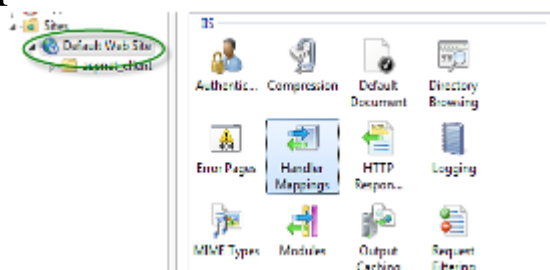 Sites
IIS
Default Web Site
aspnet_client
Authentic... Compression Default Document Directory Browsing
Error Pages Handler Mappings HTTP Respon... Logging
MIME Types Modules Output Caching Request Filtering